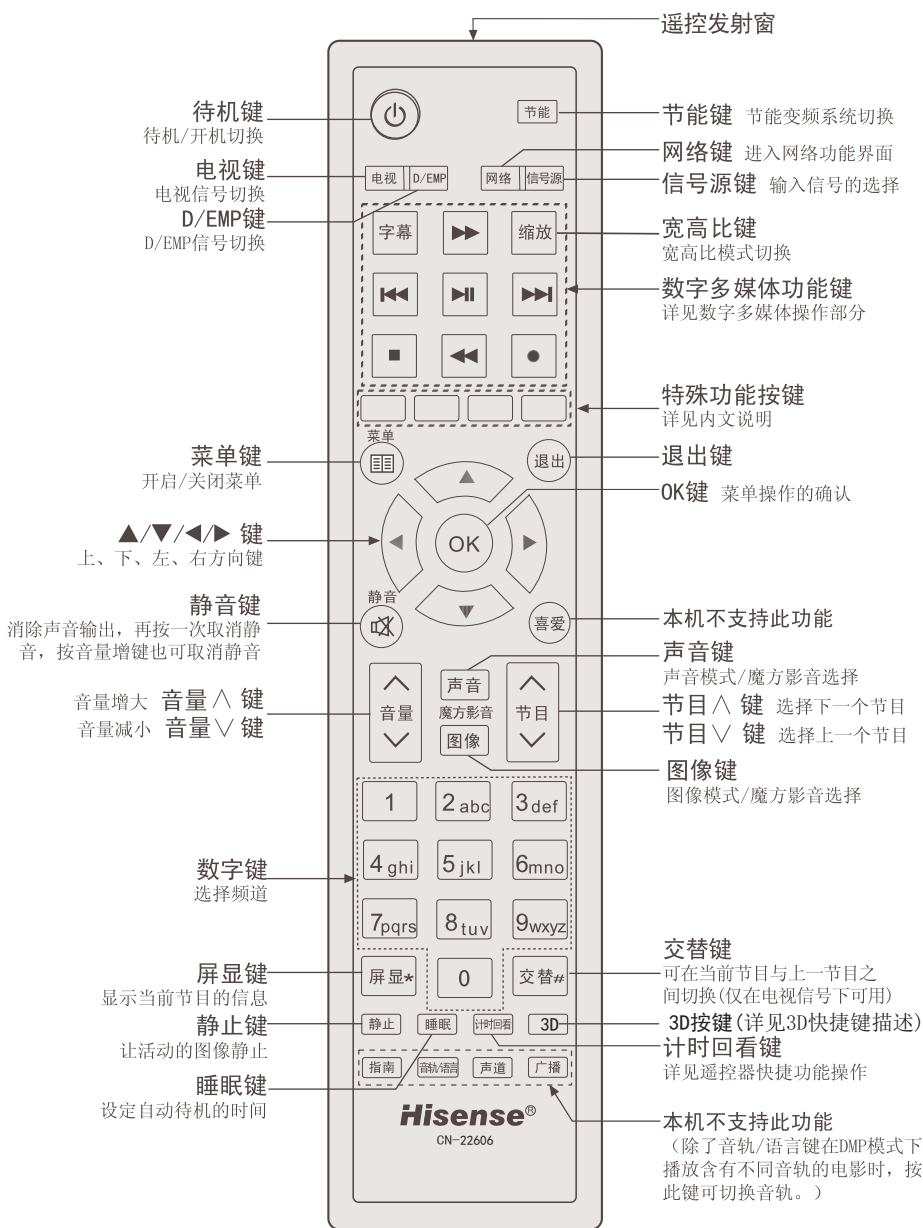 遥控发射窗
待机键
待机/开机切换
节能
节能键 节能变频系统切换
网络键 进入网络功能界面
电视键
电视信号切换
电视
D/EMP
网络
信号源
信号源键 输入信号的选择
D/EMP键
D/EMP信号切换
字幕
缩放
宽高比键
宽高比模式切换
数字多媒体功能键
详见数字多媒体操作部分
特殊功能按键
详见内文说明
菜单
菜单键
开启/关闭菜单
退出
退出键
OK键 菜单操作的确认
▲/▼/◀/▶ 键
上、下、左、右方向键
OK
静音
静音键
消除声音输出，再按一次取消静
音，按音量增键也可取消静音
喜爱
本机不支持此功能
声音键
声音模式/魔方影音选择
音量增大 音量∧ 键
音量减小 音量∨ 键
音量
声音
魔方影音
图像
节目
节目∧ 键 选择下一个节目
节目∨ 键 选择上一个节目
图像键
图像模式/魔方影音选择
1
2abc
3def
4ghi
5jkl
6mno
数字键
选择频道
7pqrs
8tuv
9wxyz
屏显键
显示当前节目的信息
屏显*
0
交替#
交替键
可在当前节目与上一节目之
间切换(仅在电视信号下可用)
静止键
让活动的图像静止
静止
睡眠
计时回看
3D
3D按键(详见3D快捷键描述)
计时回看键
详见遥控器快捷功能操作
睡眠键
设定自动待机的时间
指南
音轨/语言
声道
广播
Hisense®
CN-22606
本机不支持此功能
（除了音轨/语言键在DMP模式下
播放含有不同音轨的电影时，按
此键可切换音轨。）